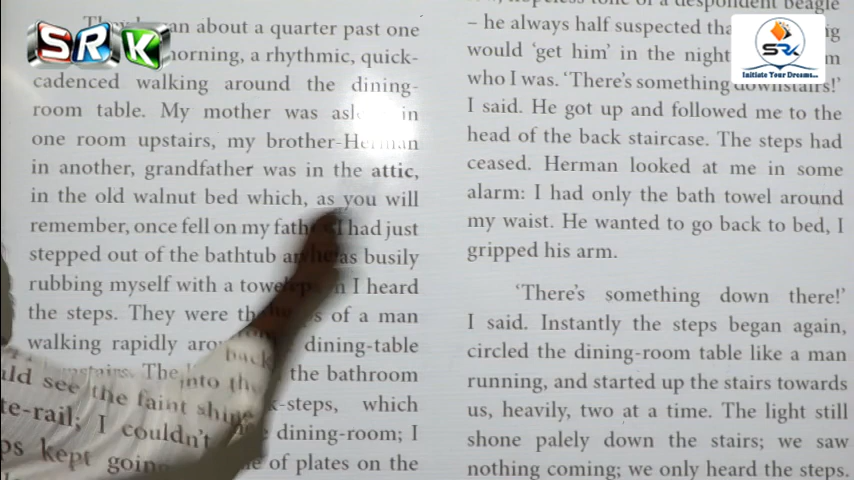 SRK
about a quarter past one
morning, a rhythmic, quick-
cadenced walking around the dining-
room table. My mother was in
one room upstairs, my brother-Herman
in another, grandfather was in the attic,
in the old walnut bed which, as you will
remember, once fell on my I had just
stepped out of the bathtub busily
rubbing myself with a I heard
the steps. They were of a man
walking rapidly dining-table
The the bathroom
which
dining-room; I
of plates on the
back
into the
see the faint
I couldn't
kept going
tone of a despondent beagle
– he always half suspected
would 'get him' in the night
who I was. 'There's something downstairs!'
I said. He got up and followed me to the
head of the back staircase. The steps had
ceased. Herman looked at me in some
alarm: I had only the bath towel around
my waist. He wanted to go back to bed, I
gripped his arm.
'There's something down there!'
I said. Instantly the steps began again,
circled the dining-room table like a man
running, and started up the stairs towards
us, heavily, two at a time. The light still
shone palely down the stairs; we saw
nothing coming; we only heard the steps.
SRK
Initiate Your Dreams...